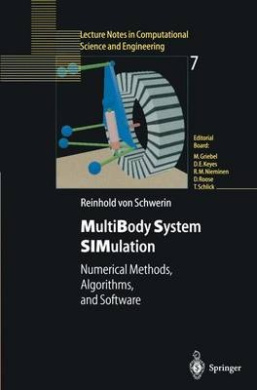 Lecture Notes in Computational
Science and Engineering
7
Editorial
Board:
M. Griebel
D.E. Keyes
R.M. Nieminen
D. Roose
T. Schlick
Reinhold von Schwerin
MultiBody System
SIMulation
Numerical Methods,
Algorithms,
and Software
Springer